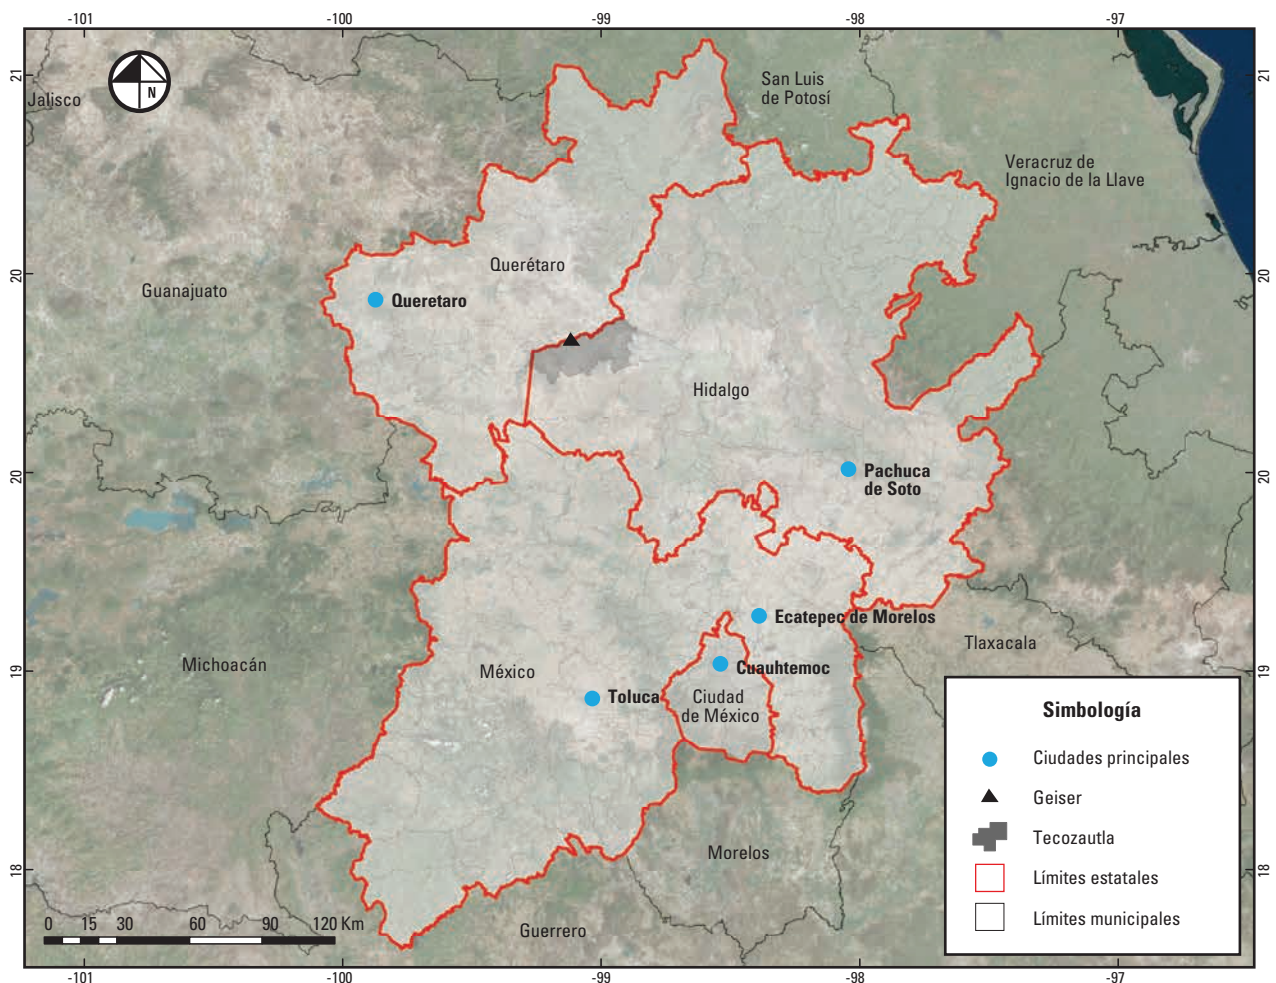 -101
-100
-99
-98
-97
21
21
N
Jalisco
San Luis
de Potosí
Veracruz de
Ignacio de la Llave
20
20
Querétaro
Guanajuato
Queretaro
Hidalgo
20
20
Pachuca
de Soto
Ecatepec de Morelos
Tlaxacala
19
19
Michoacán
México
Cuauhtemoc
Toluca
Ciudad
de México
Simbología
Ciudades principales
Geiser
Tecozautla
Límites estatales
Límites municipales
18
18
Morelos
Guerrero
0 15 30 60 90 120 Km
-101
-100
-99
-98
-97